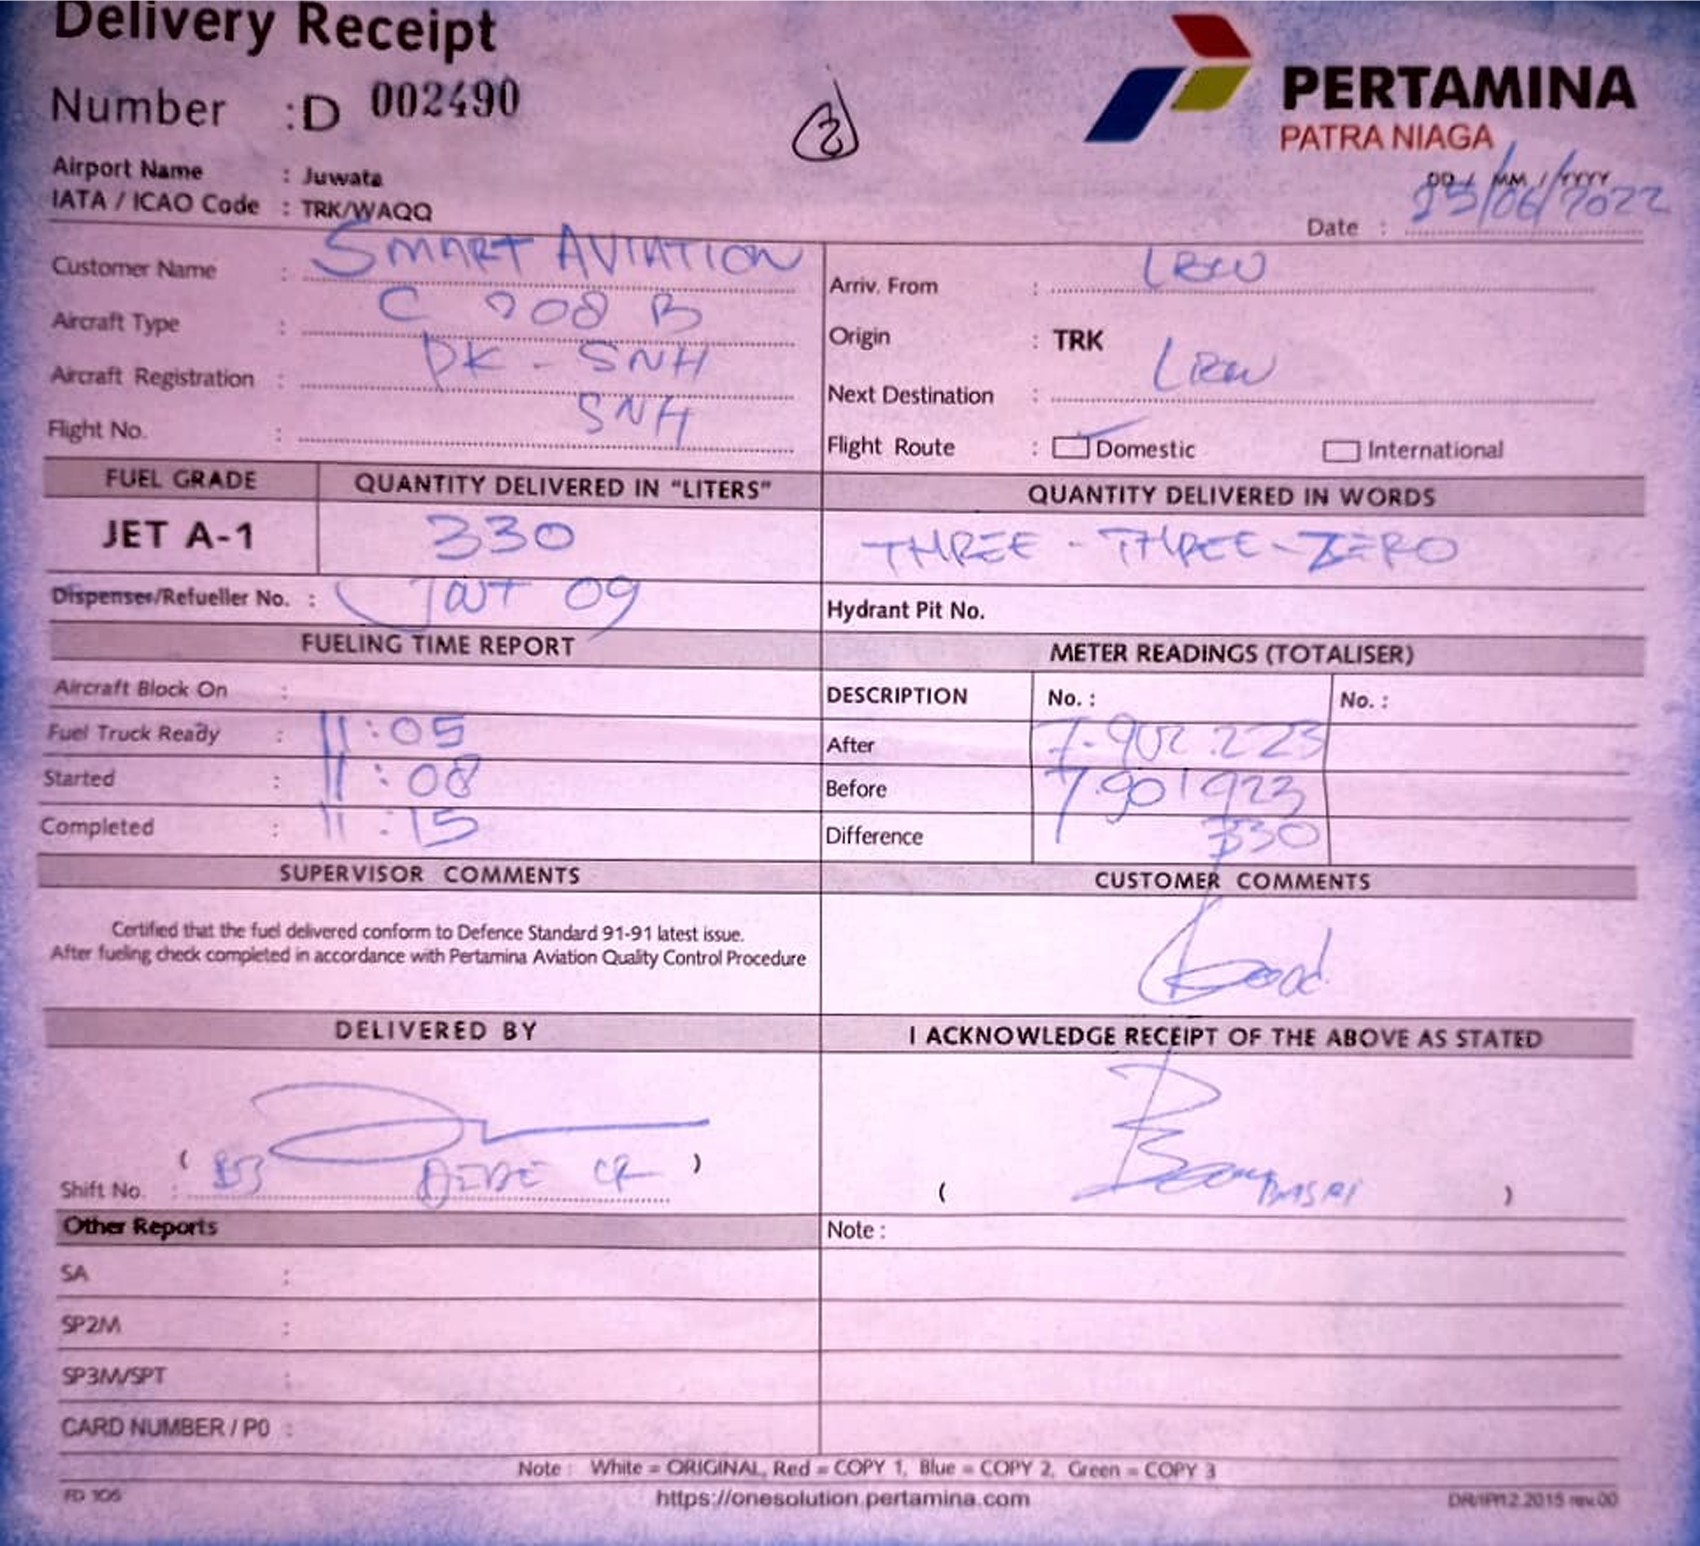 Delivery Receipt
Number : D 002490
2
PERTAMINA
PATRA NIAGA
Airport Name : Juwata
IATA / ICAO Code : TRK/WAQQ
DD / MM / YYYY
Date : 25/06/2022
Customer Name : SMART AVIATION
Arriv. From : LBW
Aircraft Type : C 208 B
Origin : TRK
Aircraft Registration : PK - SNH
Next Destination : LBW
Flight No. : SNH
Flight Route : Domestic International
FUEL GRADE QUANTITY DELIVERED IN "LITERS" QUANTITY DELIVERED IN WORDS
JET A-1 330 THREE - THREE - ZERO
Dispenser/Refueller No. : 09 Hydrant Pit No.
FUELING TIME REPORT METER READINGS (TOTALISER)
Aircraft Block On : DESCRIPTION No. : No. :
Fuel Truck Ready : 11:05 After 7.902.223
Started : 11:08 Before 7.901923
Completed : 11:15 Difference 330
SUPERVISOR COMMENTS CUSTOMER COMMENTS
Certified that the fuel delivered conform to Defence Standard 91-91 latest issue.
After fueling check completed in accordance with Pertamina Aviation Quality Control Procedure
Good
DELIVERED BY I ACKNOWLEDGE RECEIPT OF THE ABOVE AS STATED
( ) ( BASRI )
Shift No. :
Other Reports Note :
SA :
SP2M :
SP3M/SPT :
CARD NUMBER / PO :
Note : White = ORIGINAL, Red = COPY 1, Blue = COPY 2, Green = COPY 3
FD 106 https://onesolution.pertamina.com